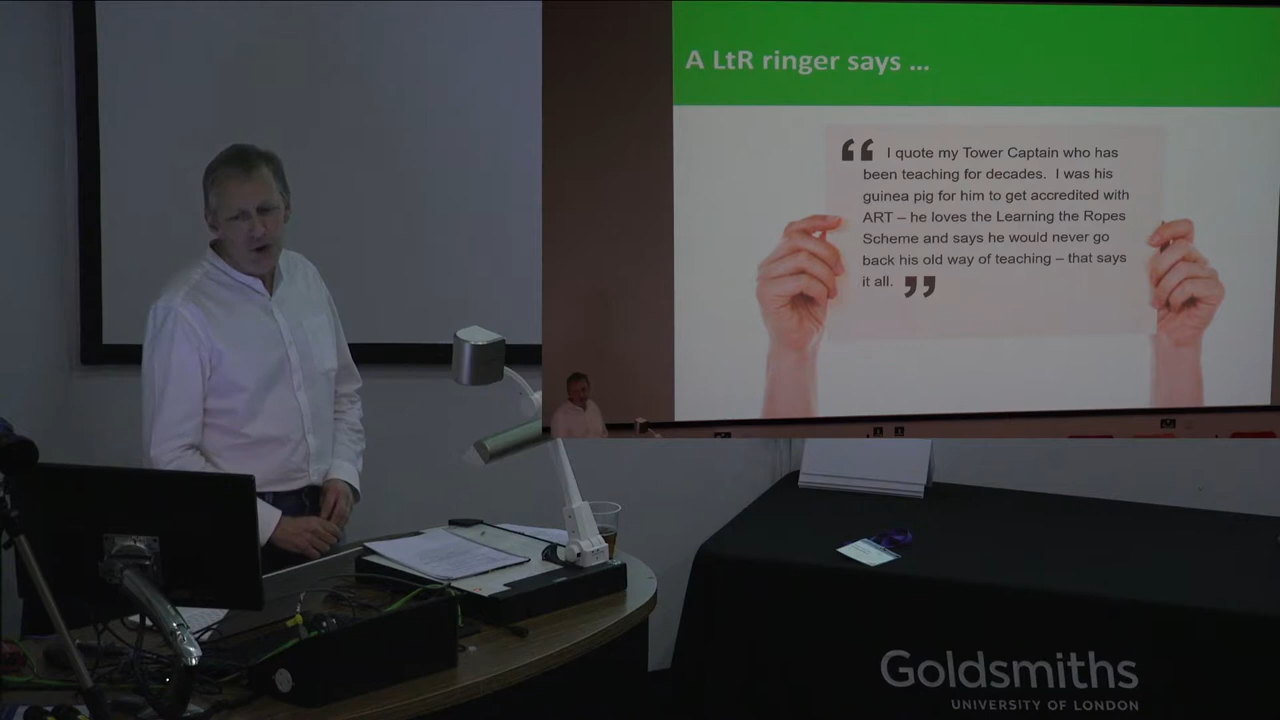 A LtR ringer says ...
“ I quote my Tower Captain who has
been teaching for decades. I was his
guinea pig for him to get accredited with
ART – he loves the Learning the Ropes
Scheme and says he would never go
back his old way of teaching – that says
it all. ”
Goldsmiths
UNIVERSITY OF LONDON